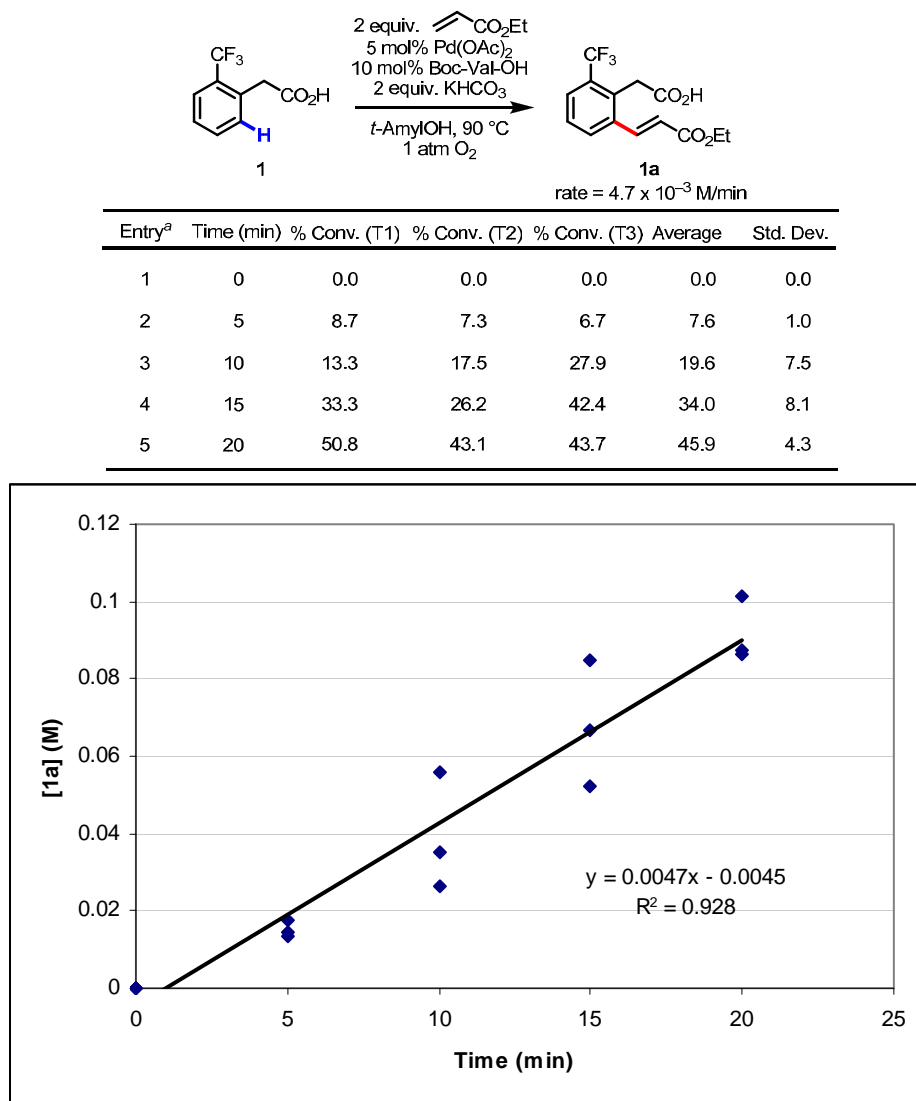 2 equiv. CO2Et
5 mol% Pd(OAc)2
10 mol% Boc-Val-OH
2 equiv. KHCO3
t-AmylOH, 90 °C
1 atm O2
CF3
CO2H
H
1
CF3
CO2H
CO2Et
1a
rate = 4.7 x 10–3 M/min
Entrya Time (min) % Conv. (T1) % Conv. (T2) % Conv. (T3) Average Std. Dev.
1 0 0.0 0.0 0.0 0.0 0.0
2 5 8.7 7.3 6.7 7.6 1.0
3 10 13.3 17.5 27.9 19.6 7.5
4 15 33.3 26.2 42.4 34.0 8.1
5 20 50.8 43.1 43.7 45.9 4.3
0.12
0.1
0.08
0.06
0.04
0.02
0
[1a] (M)
y = 0.0047x - 0.0045
R2 = 0.928
0 5 10 15 20 25
Time (min)